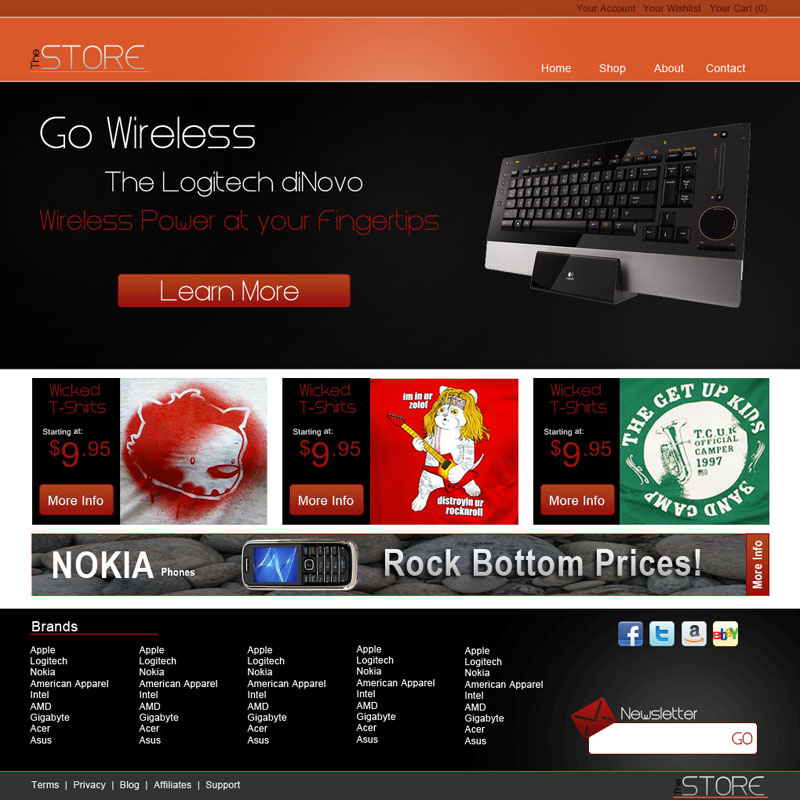 Your Account Your Wishlist Your Cart (0)
The STORE
Home Shop About Contact
Go Wireless
The Logitech diNovo
Wireless Power at your Fingertips
Learn More
Wicked
T-Shirts
Starting at:
$9.95
More Info
Wicked
T-Shirts
Starting at:
$9.95
More Info
im in ur
zolof
distroyin ur
rocknroll
Wicked
T-Shirts
Starting at:
$9.95
More Info
THE GET UP KIDS
T.G.U.K
OFFICIAL
CAMPER
1997
BAND CAMP
NOKIA Phones
Rock Bottom Prices!
More Info
Brands
Apple Apple Apple Apple Apple
Logitech Logitech Logitech Logitech Logitech
Nokia Nokia Nokia Nokia Nokia
American Apparel American Apparel American Apparel American Apparel American Apparel
Intel Intel Intel Intel Intel
AMD AMD AMD AMD AMD
Gigabyte Gigabyte Gigabyte Gigabyte Gigabyte
Acer Acer Acer Acer Acer
Asus Asus Asus Asus Asus
f t a ebY
Newsletter
GO
Terms | Privacy | Blog | Affiliates | Support
The STORE